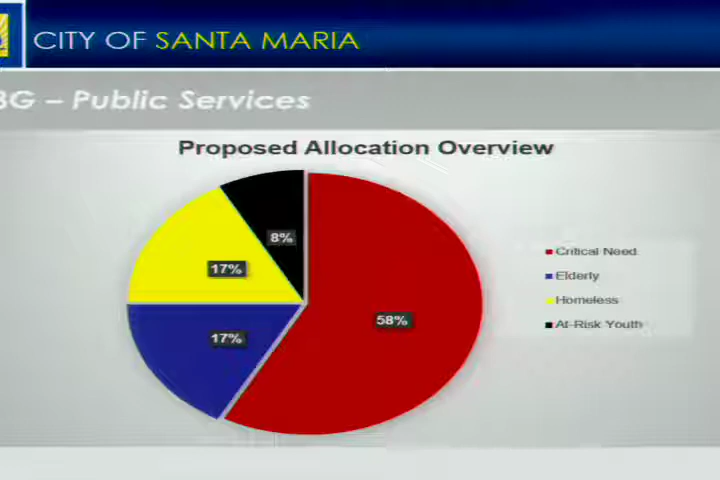 CITY OF SANTA MARIA
BG – Public Services
Proposed Allocation Overview
8%
17%
58%
17%
Critical Need
Elderly
Homeless
At-Risk Youth